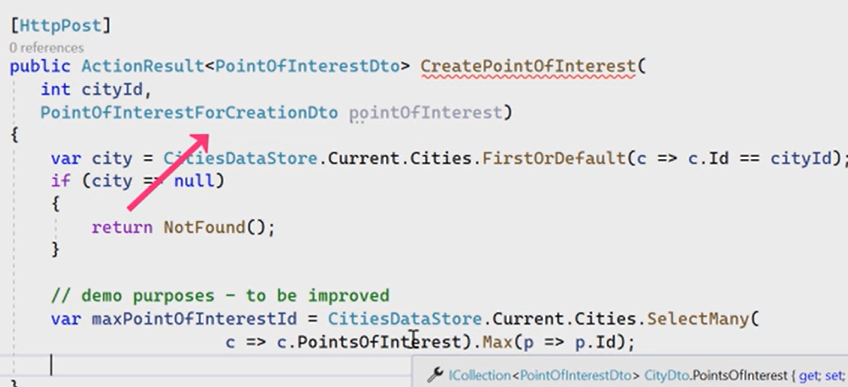 [HttpPost]
0 references
public ActionResult<PointOfInterestDto> CreatePointOfInterest(
int cityId,
PointOfInterestForCreationDto pointOfInterest)
{
var city = CitiesDataStore.Current.Cities.FirstOrDefault(c => c.Id == cityId);
if (city == null)
{
return NotFound();
}
// demo purposes – to be improved
var maxPointOfInterestId = CitiesDataStore.Current.Cities.SelectMany(
c => c.PointsOfInterest).Max(p => p.Id);
ICollection<PointOfInterestDto> CityDto.PointsOfInterest { get; set;
}